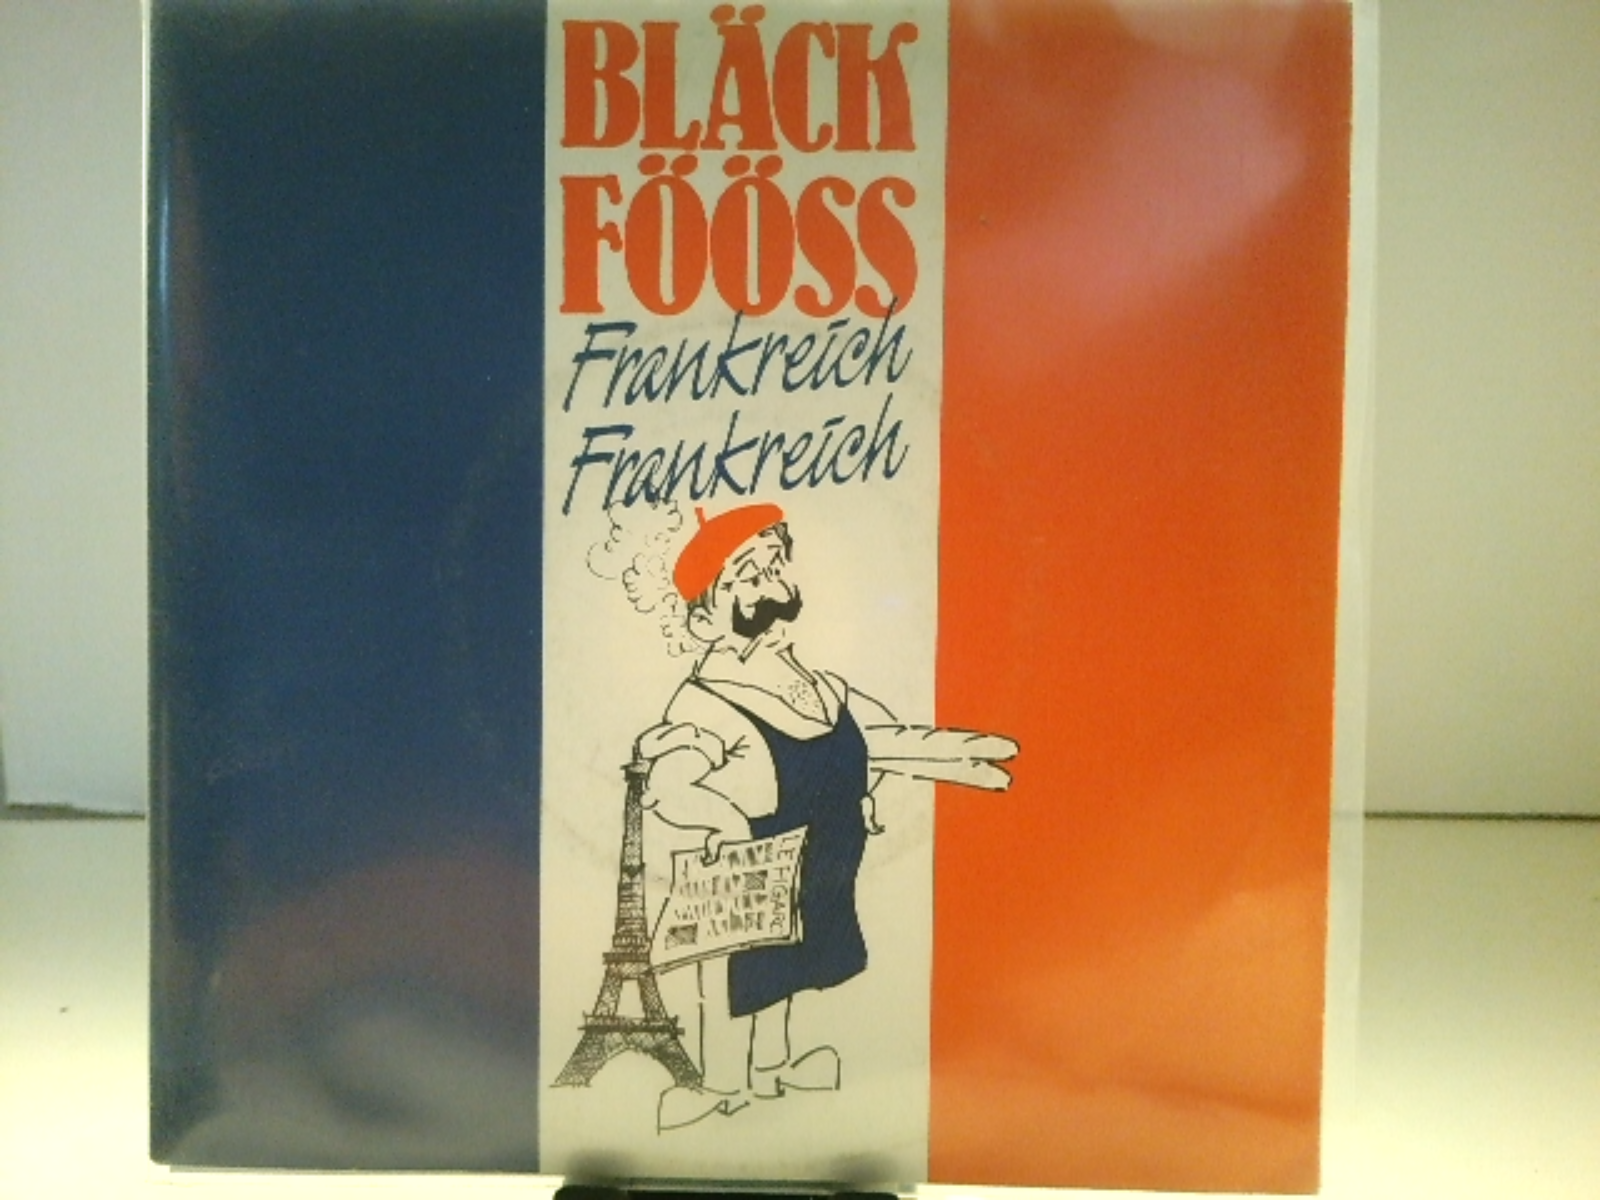 BLÄCK
FÖÖSS
Frankreich
Frankreich
LE FIGARO